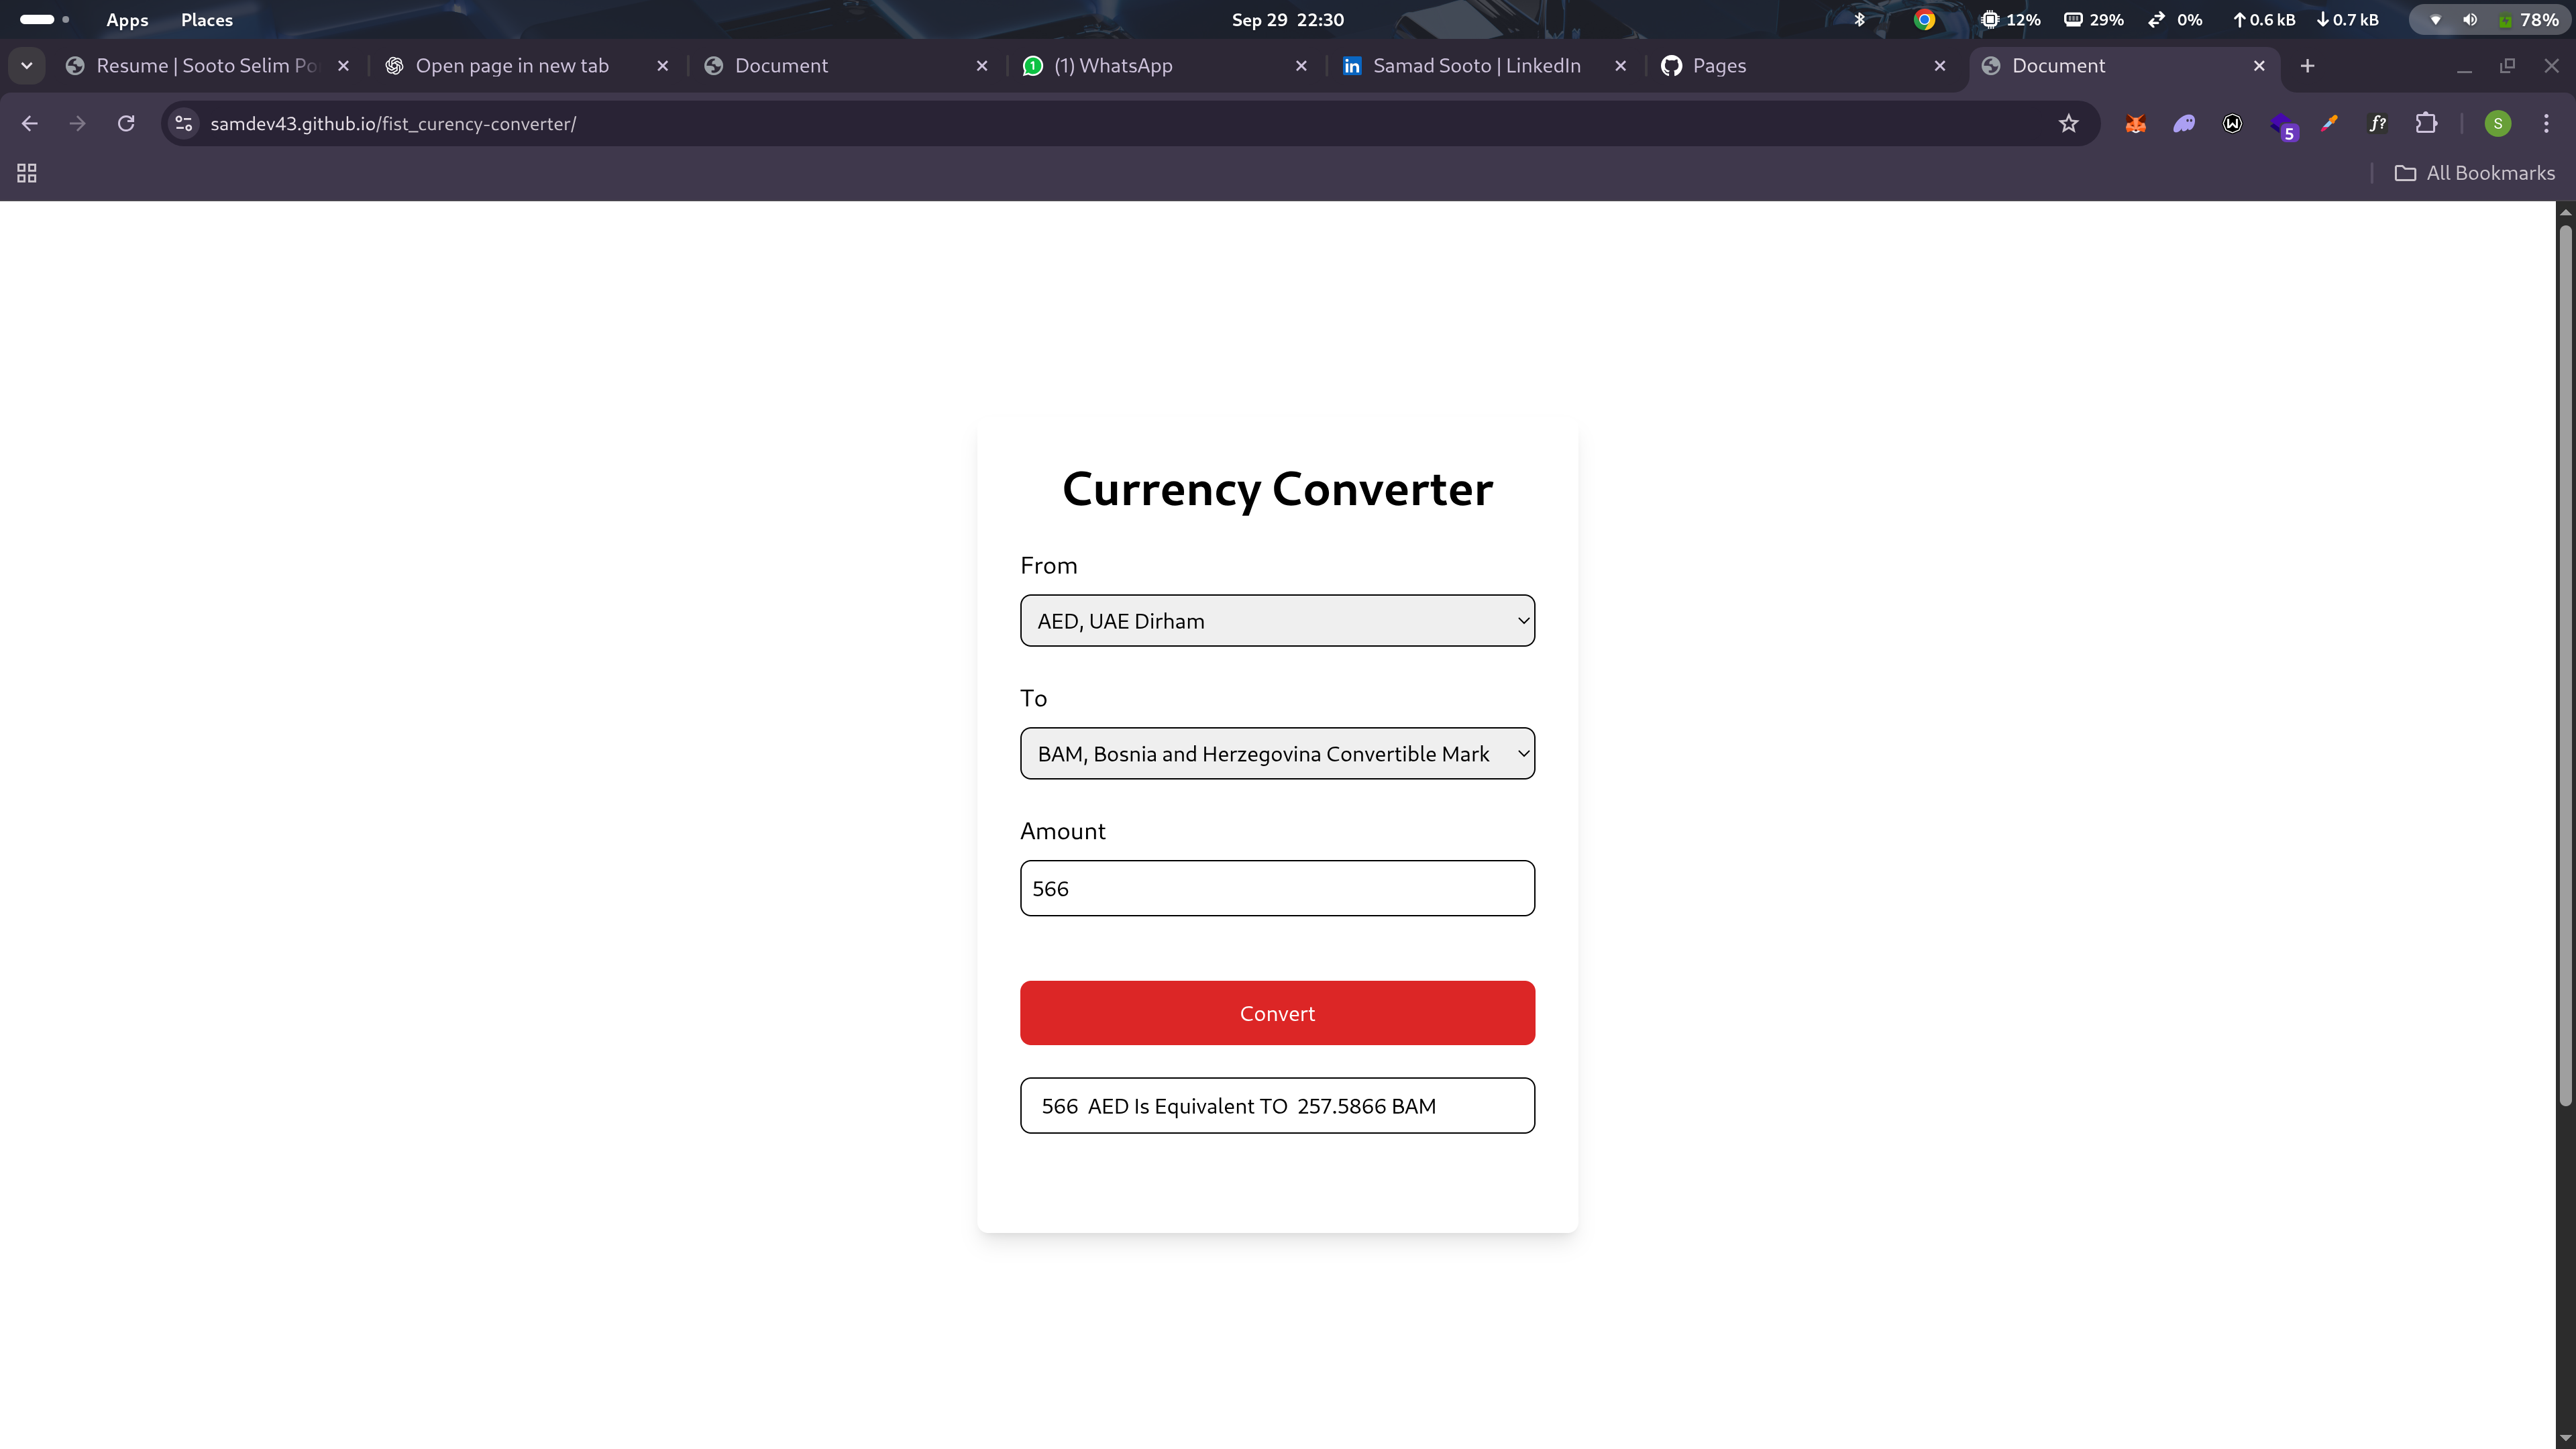 Apps Places Sep 29 22:30 12% 29% 0% 0.6 kB 0.7 kB 78%
Resume | Sooto Selim Po Open page in new tab Document (1) WhatsApp Samad Sooto | LinkedIn Pages Document
samdev43.github.io/fist_curency-converter/ f? 5 S
All Bookmarks
Currency Converter
From
AED, UAE Dirham
To
BAM, Bosnia and Herzegovina Convertible Mark
Amount
566
Convert
566 AED Is Equivalent TO 257.5866 BAM